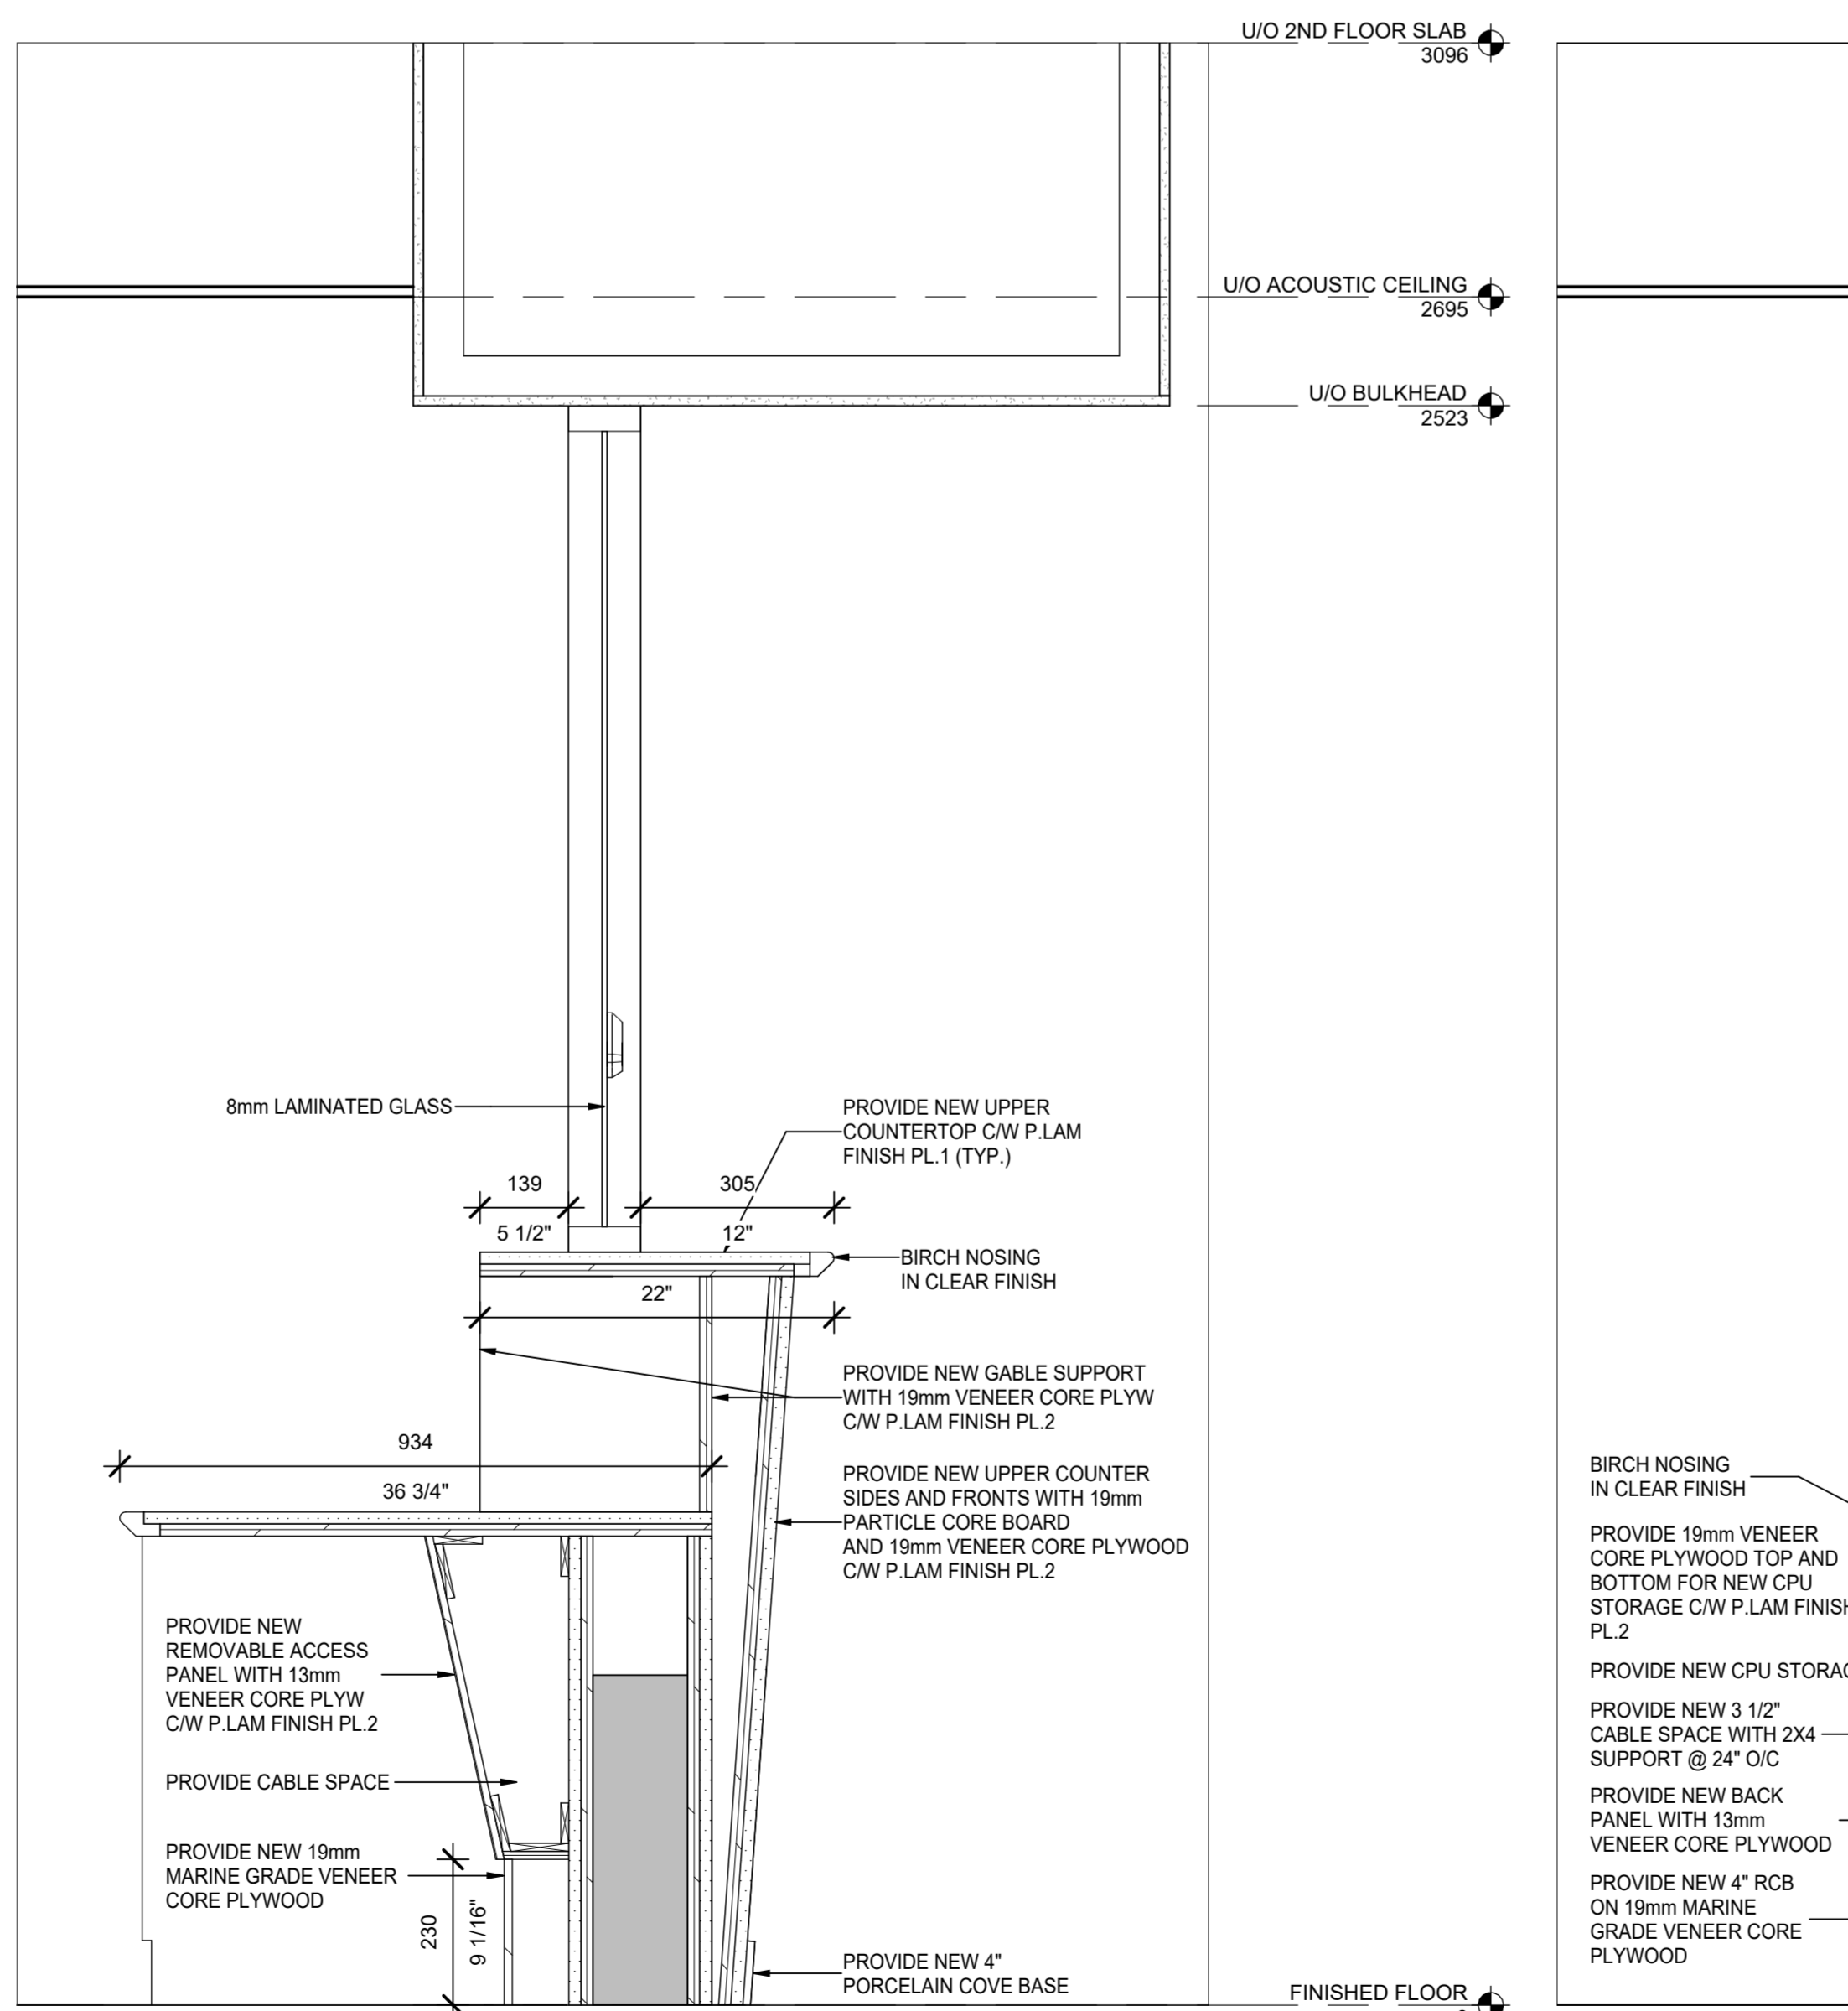 U/O 2ND FLOOR SLAB
3096
U/O ACOUSTIC CEILING
2695
U/O BULKHEAD
2523
8mm LAMINATED GLASS
PROVIDE NEW UPPER
COUNTERTOP C/W P.LAM
FINISH PL.1 (TYP.)
139
305
5 1/2"
12"
BIRCH NOSING
IN CLEAR FINISH
22"
PROVIDE NEW GABLE SUPPORT
WITH 19mm VENEER CORE PLYW
C/W P.LAM FINISH PL.2
934
36 3/4"
PROVIDE NEW UPPER COUNTER
SIDES AND FRONTS WITH 19mm
PARTICLE CORE BOARD
AND 19mm VENEER CORE PLYWOOD
C/W P.LAM FINISH PL.2
PROVIDE NEW
REMOVABLE ACCESS
PANEL WITH 13mm
VENEER CORE PLYW
C/W P.LAM FINISH PL.2
PROVIDE CABLE SPACE
PROVIDE NEW 19mm
MARINE GRADE VENEER
CORE PLYWOOD
230
9 1/16"
PROVIDE NEW 4"
PORCELAIN COVE BASE
FINISHED FLOOR
BIRCH NOSING
IN CLEAR FINISH
PROVIDE 19mm VENEER
CORE PLYWOOD TOP AND
BOTTOM FOR NEW CPU
STORAGE C/W P.LAM FINISH
PL.2
PROVIDE NEW CPU STORAG
PROVIDE NEW 3 1/2"
CABLE SPACE WITH 2X4
SUPPORT @ 24" O/C
PROVIDE NEW BACK
PANEL WITH 13mm
VENEER CORE PLYWOOD
PROVIDE NEW 4" RCB
ON 19mm MARINE
GRADE VENEER CORE
PLYWOOD